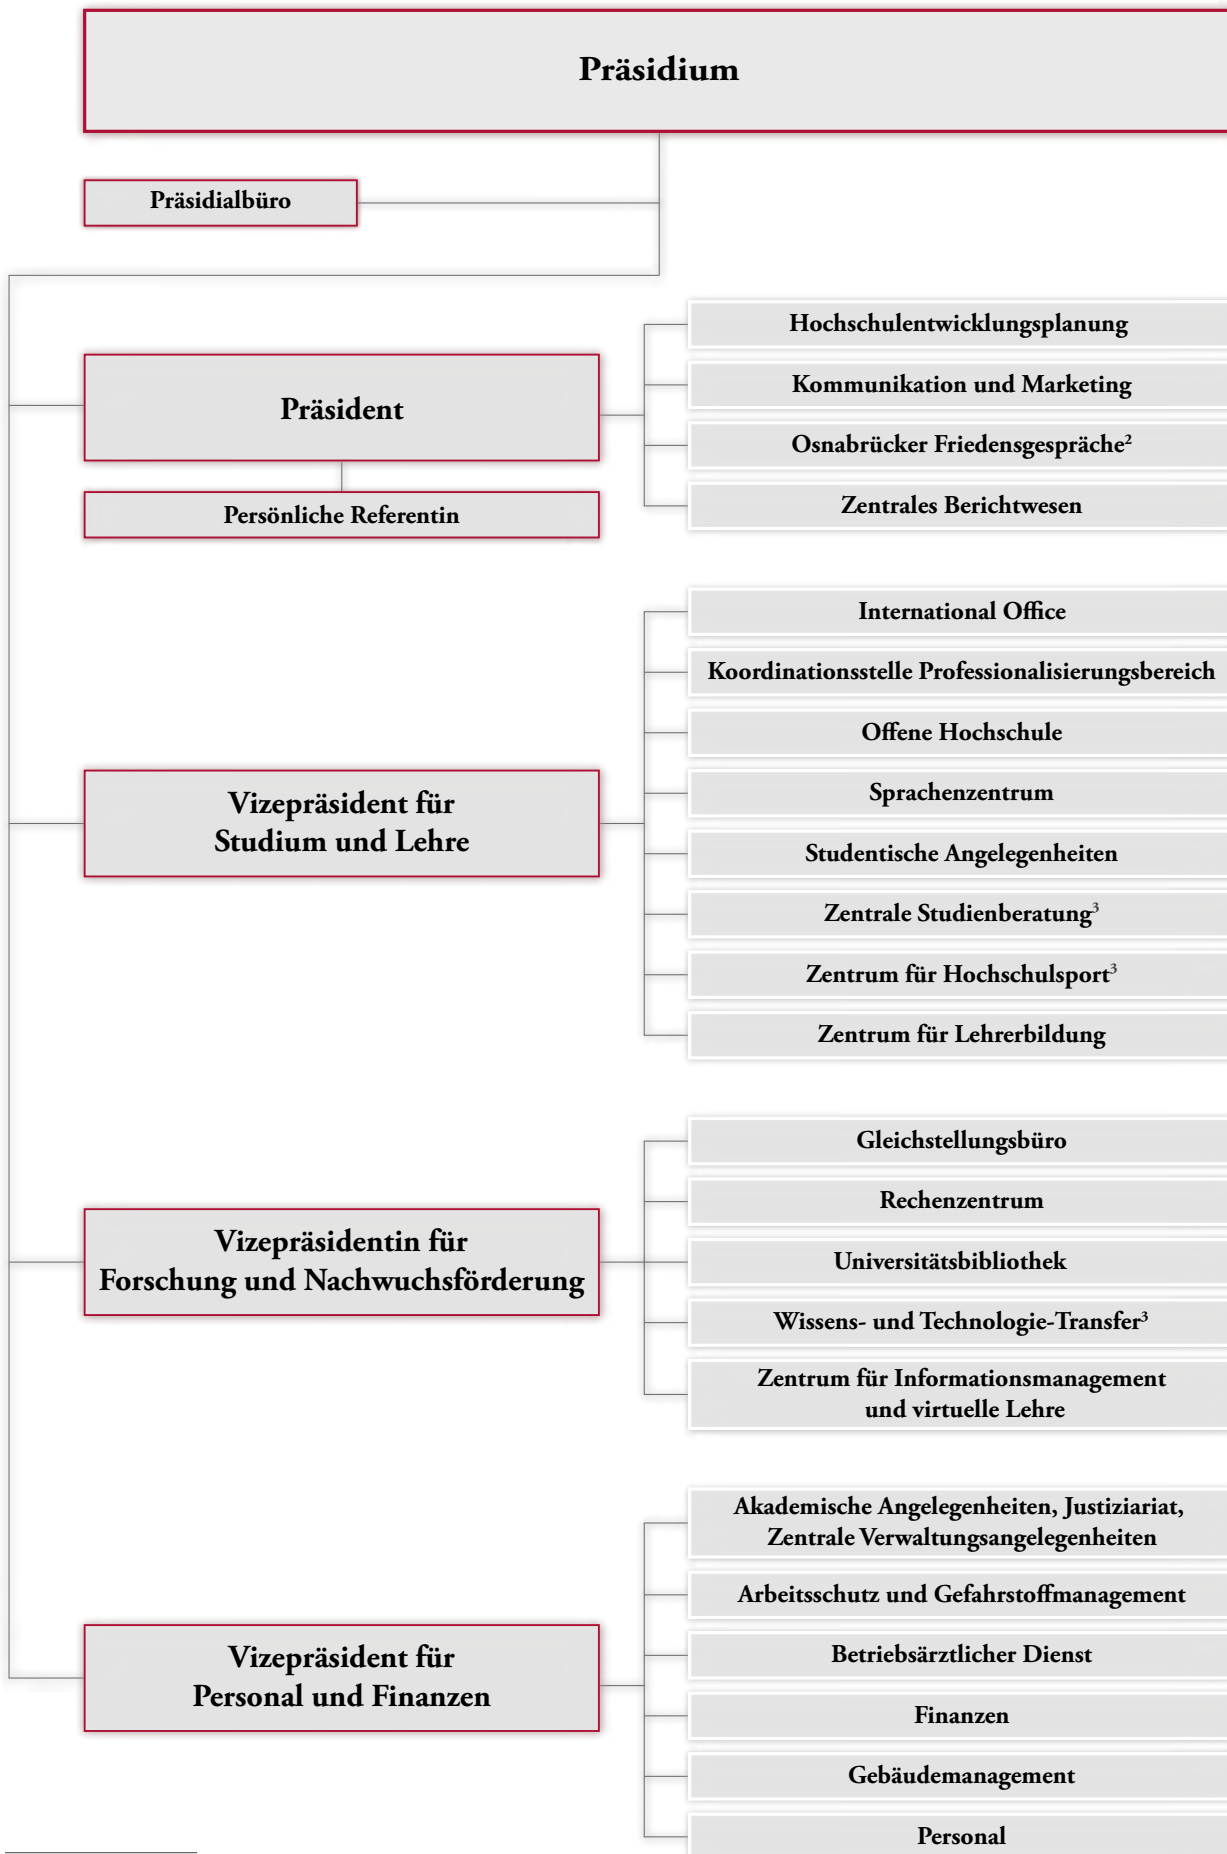 Präsidium
Präsidialbüro
Präsident
Persönliche Referentin
Hochschulentwicklungsplanung
Kommunikation und Marketing
Osnabrücker Friedensgespräche²
Zentrales Berichtwesen
Vizepräsident für
Studium und Lehre
International Office
Koordinationsstelle Professionalisierungsbereich
Offene Hochschule
Sprachenzentrum
Studentische Angelegenheiten
Zentrale Studienberatung³
Zentrum für Hochschulsport³
Zentrum für Lehrerbildung
Vizepräsidentin für
Forschung und Nachwuchsförderung
Gleichstellungsbüro
Rechenzentrum
Universitätsbibliothek
Wissens- und Technologie-Transfer³
Zentrum für Informationsmanagement
und virtuelle Lehre
Vizepräsident für
Personal und Finanzen
Akademische Angelegenheiten, Justiziariat,
Zentrale Verwaltungsangelegenheiten
Arbeitsschutz und Gefahrstoffmanagement
Betriebsärztlicher Dienst
Finanzen
Gebäudemanagement
Personal